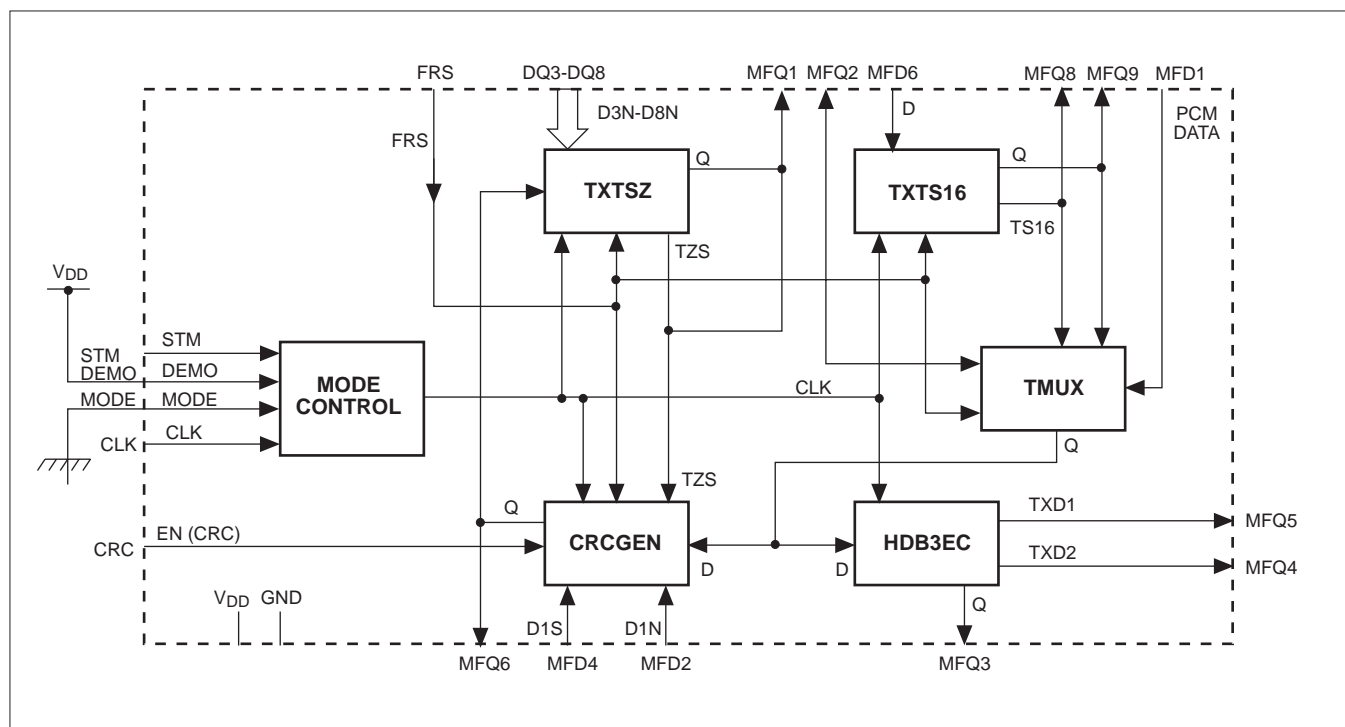 FRS DQ3-DQ8 MFQ1 MFQ2 MFD6 MFQ8 MFQ9 MFD1
D3N-D8N D PCM DATA
FRS
Q Q
TXTSZ TXTS16
TS16
TZS
VDD
STM
STM
DEMO DEMO
MODE MODE
CLK CLK
MODE CONTROL
CLK
TMUX
Q
TZS
Q
EN (CRC)
CRC
CRCGEN
D D
HDB3EC
TXD1 MFQ5
TXD2 MFQ4
VDD GND
Q
D1S D1N
MFQ6 MFD4 MFD2 MFQ3